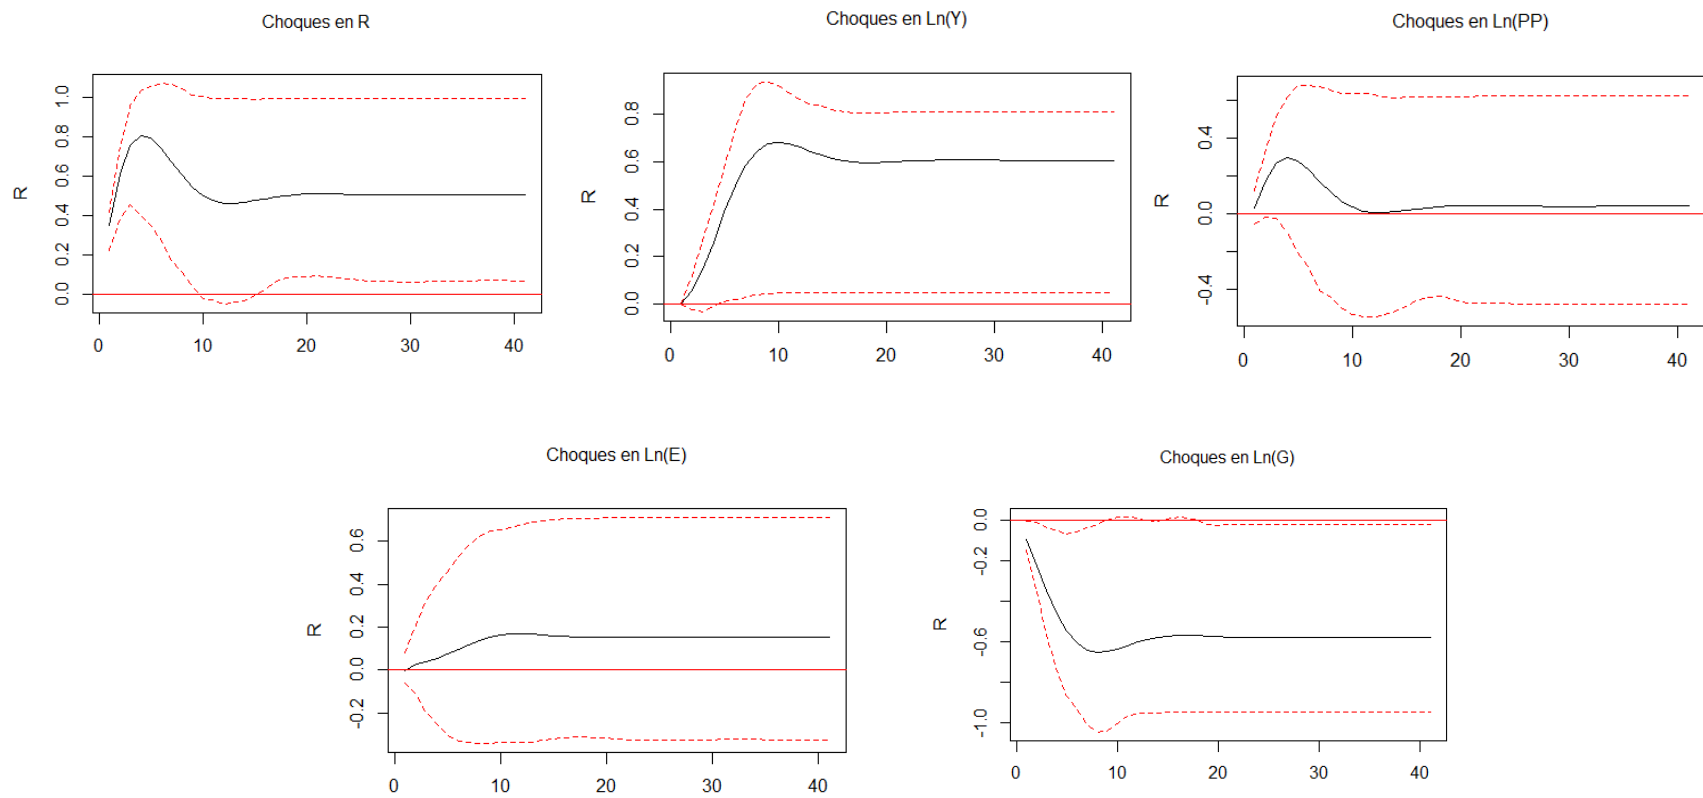 Choques en R
Choques en Ln(Y)
Choques en Ln(PP)
R
0.0 0.2 0.4 0.6 0.8 1.0
0 10 20 30 40
R
0.0 0.2 0.4 0.6 0.8
0 10 20 30 40
R
-0.4 0.0 0.4
0 10 20 30 40
Choques en Ln(E)
Choques en Ln(G)
R
-0.2 0.0 0.2 0.4 0.6
0 10 20 30 40
R
-1.0 -0.6 -0.2 0.0
0 10 20 30 40